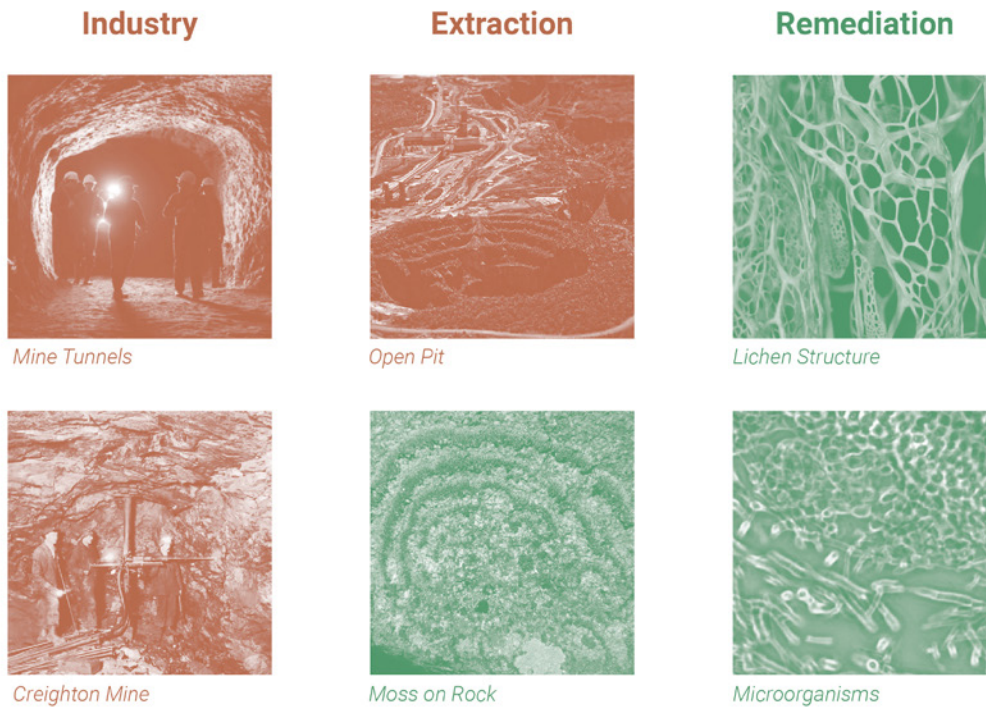 Industry
Extraction
Remediation
Mine Tunnels
Open Pit
Lichen Structure
Creighton Mine
Moss on Rock
Microorganisms